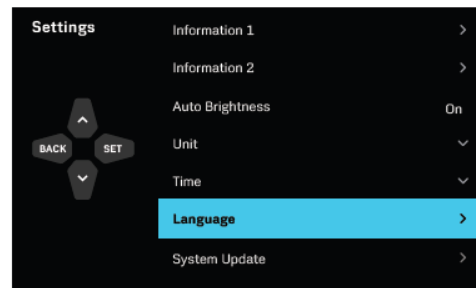 Settings
Information 1
Information 2
Auto Brightness On
BACK SET
Unit
Time
Language
System Update